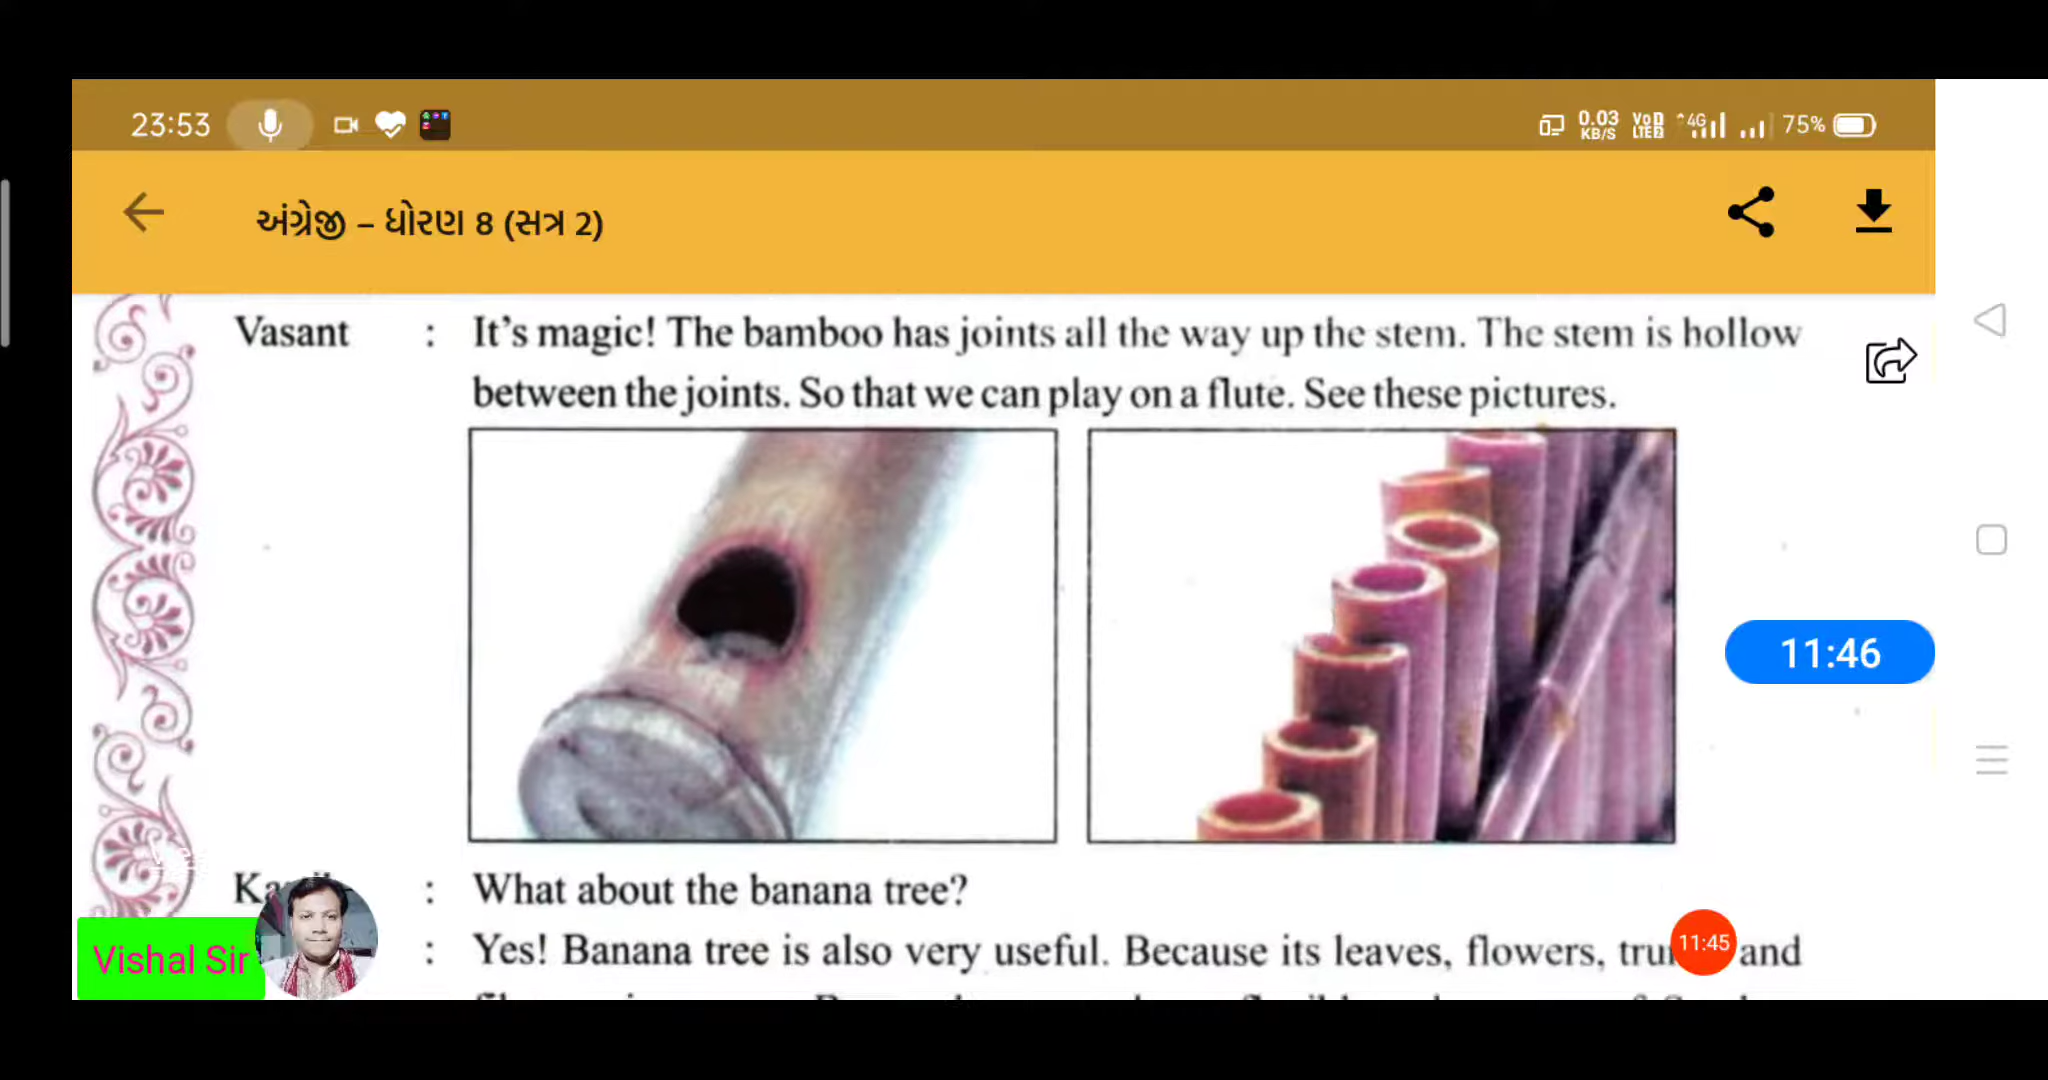 23:53
0.03 KB/S VoD LTE2 4G 75%
અંગ્રેજી – ધોરણ 8 (સત્ર 2)
Vasant : It's magic! The bamboo has joints all the way up the stem. The stem is hollow
between the joints. So that we can play on a flute. See these pictures.
11:46
: What about the banana tree?
Vishal Sir
: Yes! Banana tree is also very useful. Because its leaves, flowers, and
11:45